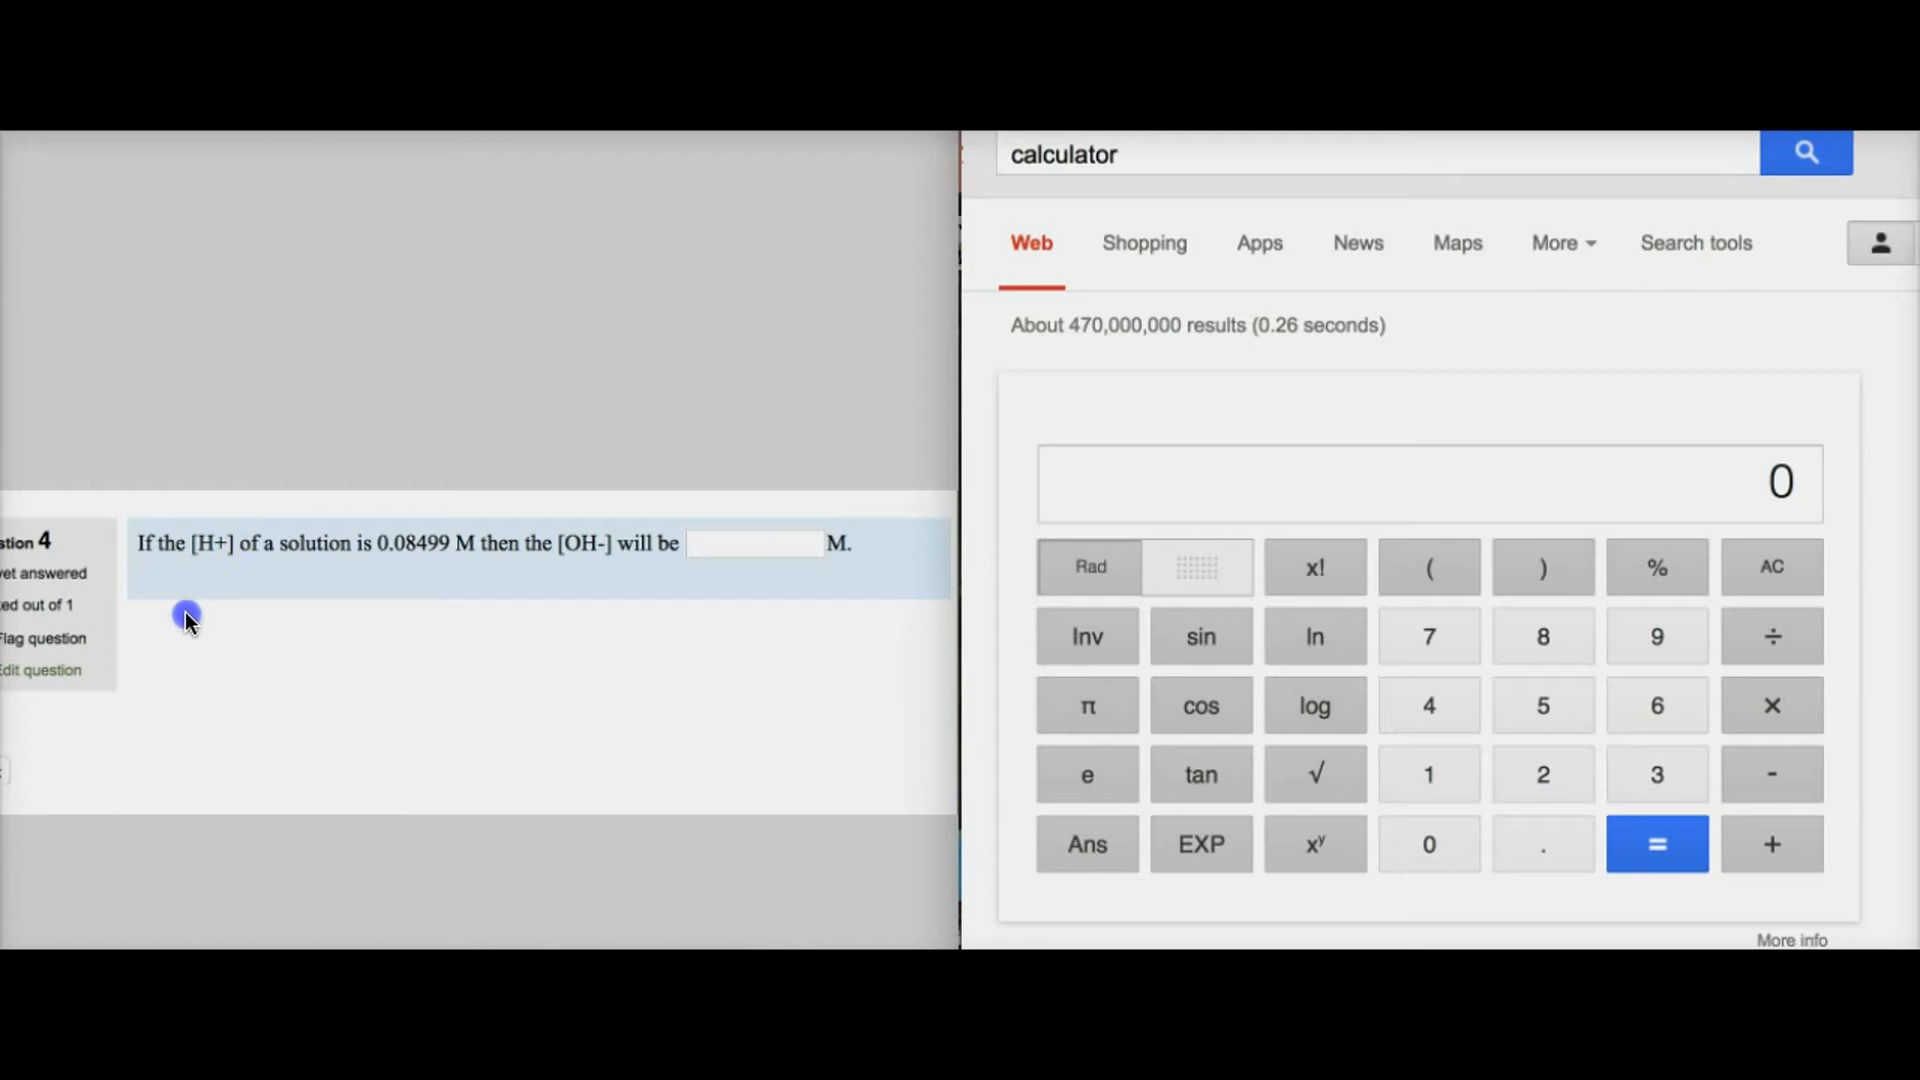 stion 4
yet answered
ed out of 1
Flag question
Edit question
If the [H+] of a solution is 0.08499 M then the [OH-] will be M.
calculator
Web Shopping Apps News Maps More Search tools
About 470,000,000 results (0.26 seconds)
0
Rad x! ( ) % AC
Inv sin ln 7 8 9 ÷
π cos log 4 5 6 ×
e tan √ 1 2 3 -
Ans EXP xʸ 0 . = +
More info